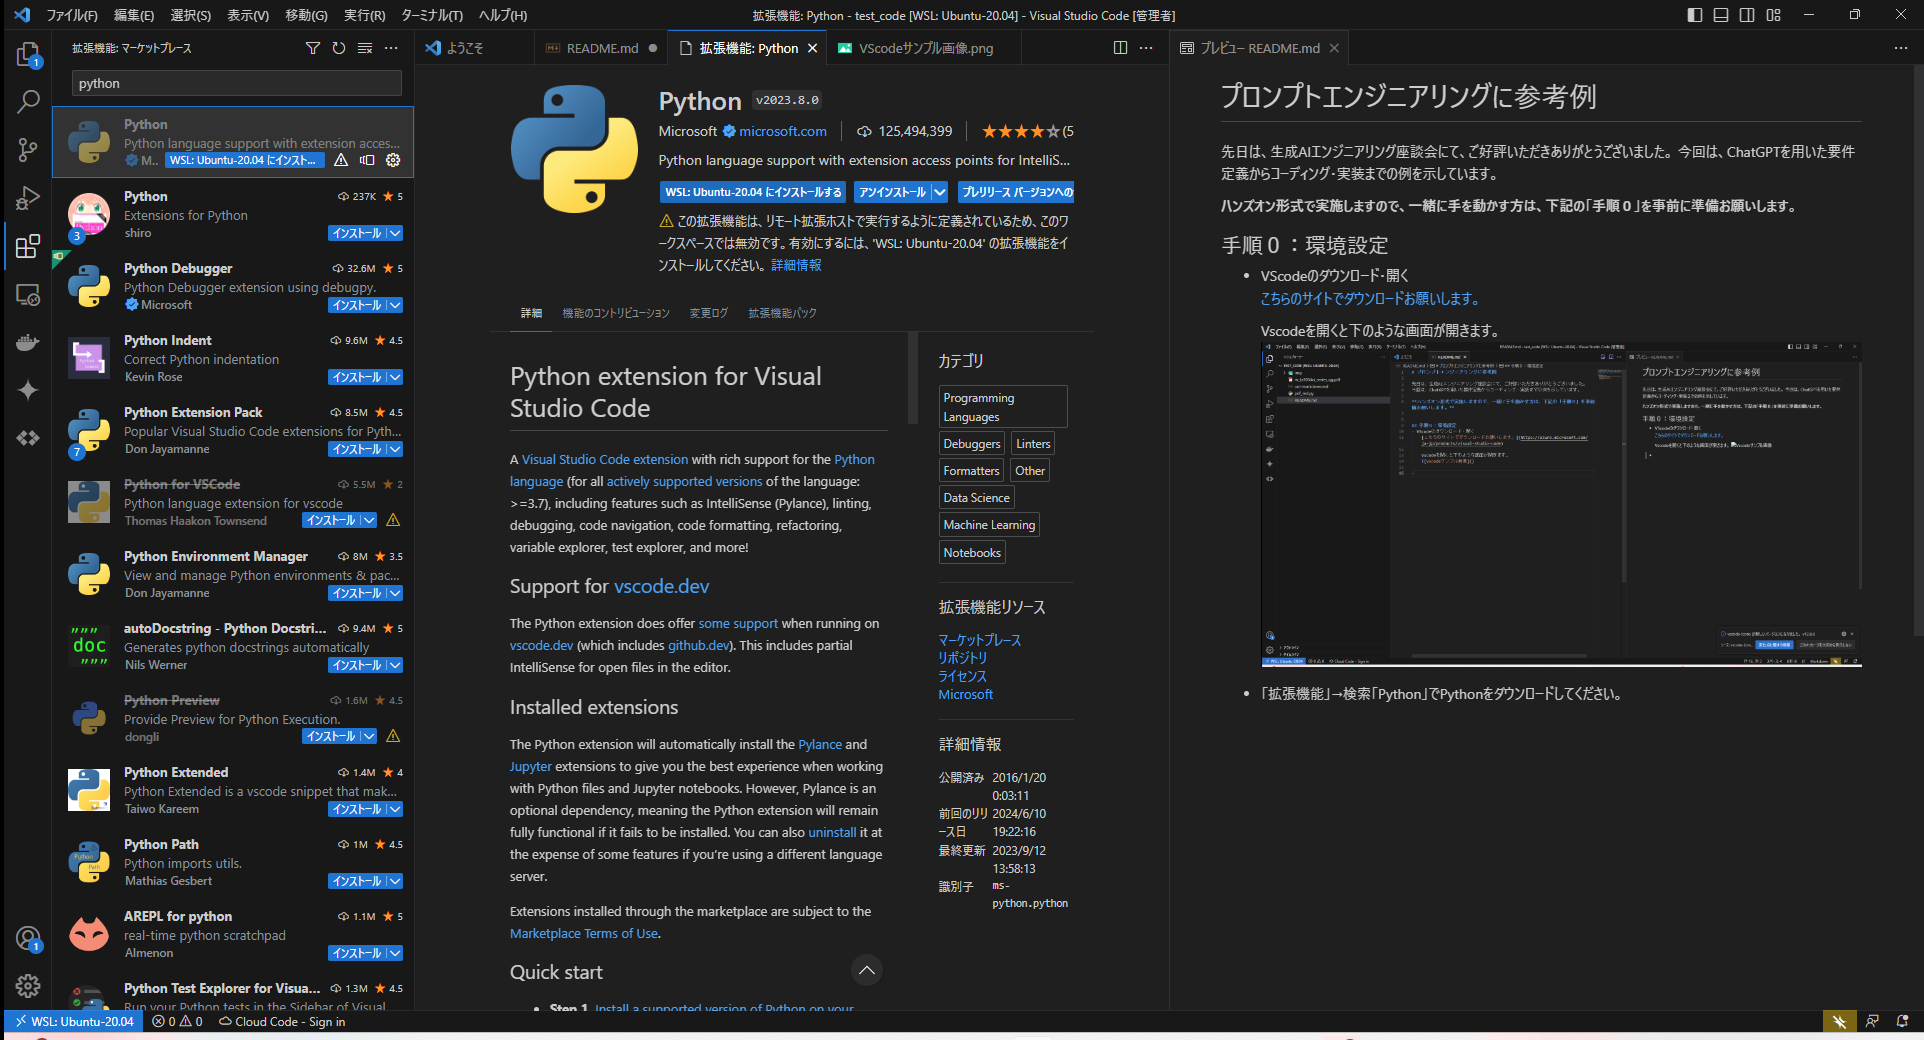 ファイル(F) 編集(E) 選択(S) 表示(V) 移動(G) 実行(R) ターミナル(T) ヘルプ(H) 拡張機能: Python - test_code [WSL: Ubuntu-20.04] - Visual Studio Code [管理者]
拡張機能: マーケットプレース
python
Python
Python language support with extension acces...
M.. WSL: Ubuntu-20.04 にインスト...
Python 237K 5
Extensions for Python
shiro インストール
3
Python Debugger 32.6M 5
Python Debugger extension using debugpy.
Microsoft インストール
Python Indent 9.6M 4.5
Correct Python indentation
Kevin Rose インストール
Python Extension Pack 8.5M 4.5
Popular Visual Studio Code extensions for Pyth...
Don Jayamanne インストール
7
Python for VSCode 5.5M 2
Python language extension for vscode
Thomas Haakon Townsend インストール
Python Environment Manager 8M 3.5
View and manage Python environments & pac...
Don Jayamanne インストール
autoDocstring - Python Docstri... 9.4M 5
Generates python docstrings automatically
Nils Werner インストール
Python Preview 1.6M 4.5
Provide Preview for Python Execution.
dongli インストール
Python Extended 1.4M 4
Python Extended is a vscode snippet that mak...
Taiwo Kareem インストール
Python Path 1M 4.5
Python imports utils.
Mathias Gesbert インストール
AREPL for python 1.1M 5
real-time python scratchpad
Almenon インストール
Python Test Explorer for Visua... 1.3M 4.5
Run your Python tests in the Sidebar of Visual
ようこそ README.md 拡張機能: Python VScodeサンプル画像.png
Python v2023.8.0
Microsoft microsoft.com 125,494,399 (5
Python language support with extension access points for IntelliS...
WSL: Ubuntu-20.04 にインストールする アンインストール プレリリース バージョンへの
この拡張機能は、リモート拡張ホストで実行するように定義されているため、このワ
ークスペースでは無効です。有効にするには、'WSL: Ubuntu-20.04' の拡張機能をイ
ンストールしてください。 詳細情報
詳細 機能のコントリビューション 変更ログ 拡張機能パック
Python extension for Visual
Studio Code
A Visual Studio Code extension with rich support for the Python
language (for all actively supported versions of the language:
>=3.7), including features such as IntelliSense (Pylance), linting,
debugging, code navigation, code formatting, refactoring,
variable explorer, test explorer, and more!
Support for vscode.dev
The Python extension does offer some support when running on
vscode.dev (which includes github.dev). This includes partial
IntelliSense for open files in the editor.
Installed extensions
The Python extension will automatically install the Pylance and
Jupyter extensions to give you the best experience when working
with Python files and Jupyter notebooks. However, Pylance is an
optional dependency, meaning the Python extension will remain
fully functional if it fails to be installed. You can also uninstall it at
the expense of some features if you're using a different language
server.
Extensions installed through the marketplace are subject to the
Marketplace Terms of Use.
Quick start
• Step 1. Install a supported version of Python on your
カテゴリ
Programming
Languages
Debuggers Linters
Formatters Other
Data Science
Machine Learning
Notebooks
拡張機能リソース
マーケットプレース
リポジトリ
ライセンス
Microsoft
詳細情報
公開済み 2016/1/20
0:03:11
前回のリリ 2024/6/10
ース日 19:22:16
最終更新 2023/9/12
13:58:13
識別子 ms-
python.python
プレビュー README.md
プロンプトエンジニアリングに参考例
先日は、生成AIエンジニアリング座談会にて、ご好評いただきありがとうございました。 今回は、ChatGPTを用いた要件
定義からコーディング・実装までの例を示しています。
ハンズオン形式で実施しますので、一緒に手を動かす方は、下記の「手順０」を事前に準備お願いします。
手順０：環境設定
• VScodeのダウンロード・開く
こちらのサイトでダウンロードお願いします。
Vscodeを開くと下のような画面が開きます。
プロンプトエンジニアリングに参考例
手順０：環境設定
• 「拡張機能」→検索「Python」でPythonをダウンロードしてください。
1
1
WSL: Ubuntu-20.04 0 0 Cloud Code - Sign in